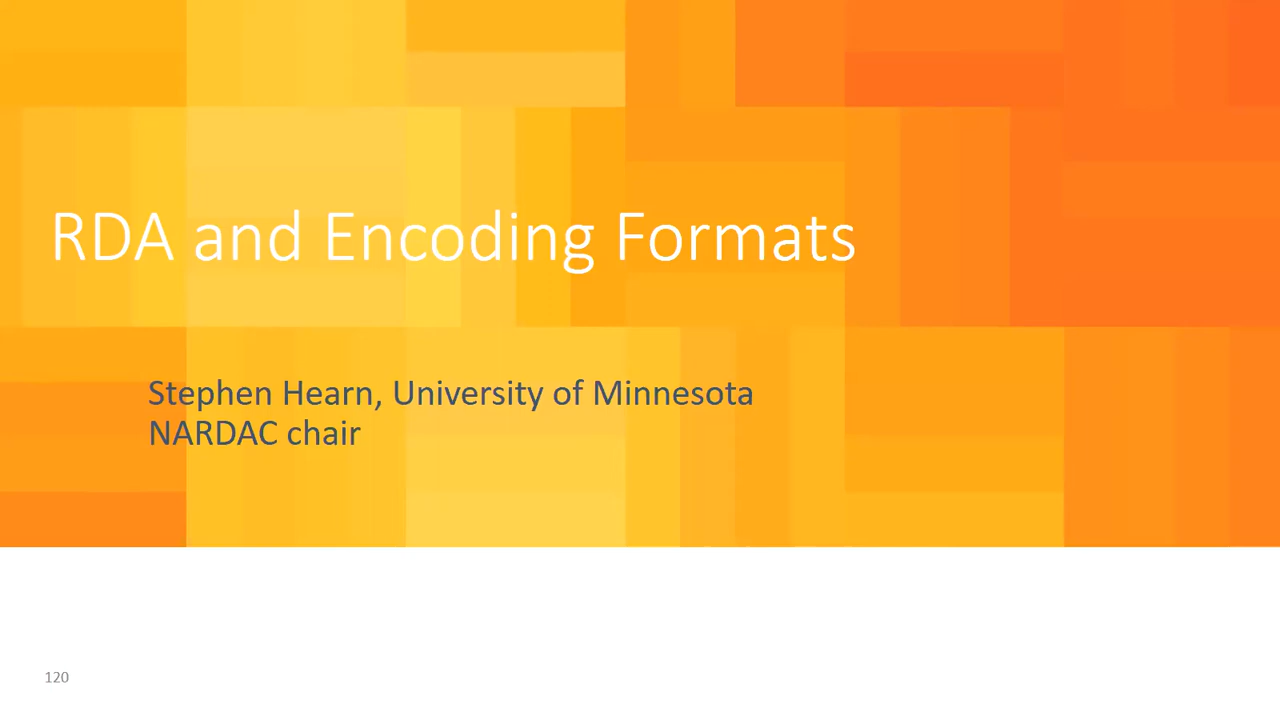 RDA and Encoding Formats
Stephen Hearn, University of Minnesota
NARDAC chair
120